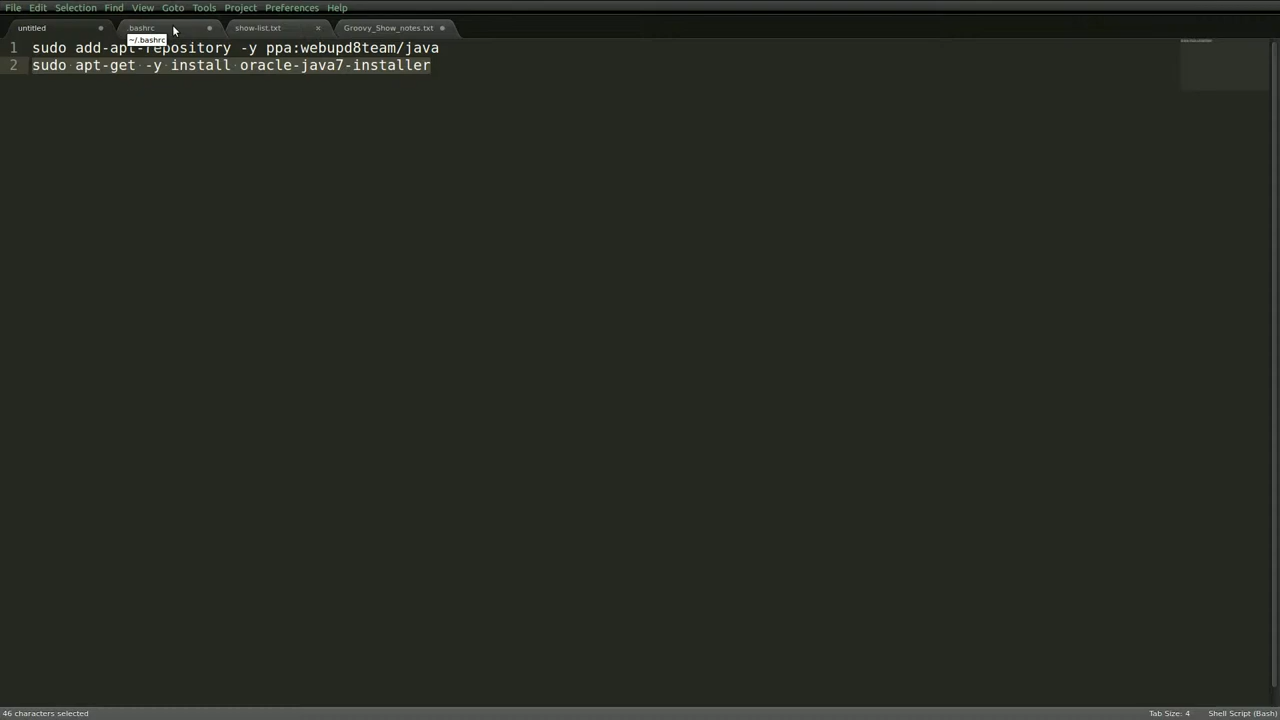 File Edit Selection Find View Goto Tools Project Preferences Help
untitled .bashrc show-list.txt Groovy_Show_notes.txt
~/.bashrc
1 sudo add-apt-repository -y ppa:webupd8team/java
2 sudo apt-get -y install oracle-java7-installer
46 characters selected Tab Size: 4 Shell Script (Bash)